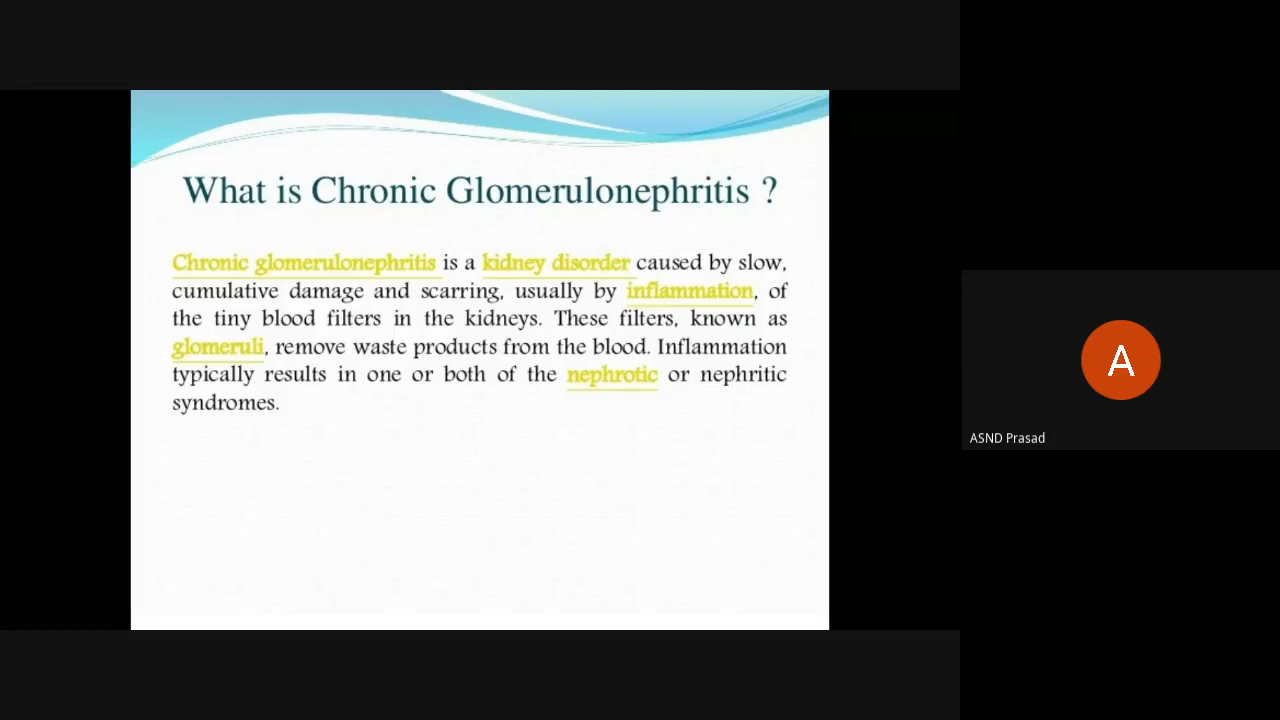 What is Chronic Glomerulonephritis ?
Chronic glomerulonephritis is a kidney disorder caused by slow,
cumulative damage and scarring, usually by inflammation, of
the tiny blood filters in the kidneys. These filters, known as
glomeruli, remove waste products from the blood. Inflammation
typically results in one or both of the nephrotic or nephritic
syndromes.
A
ASND Prasad